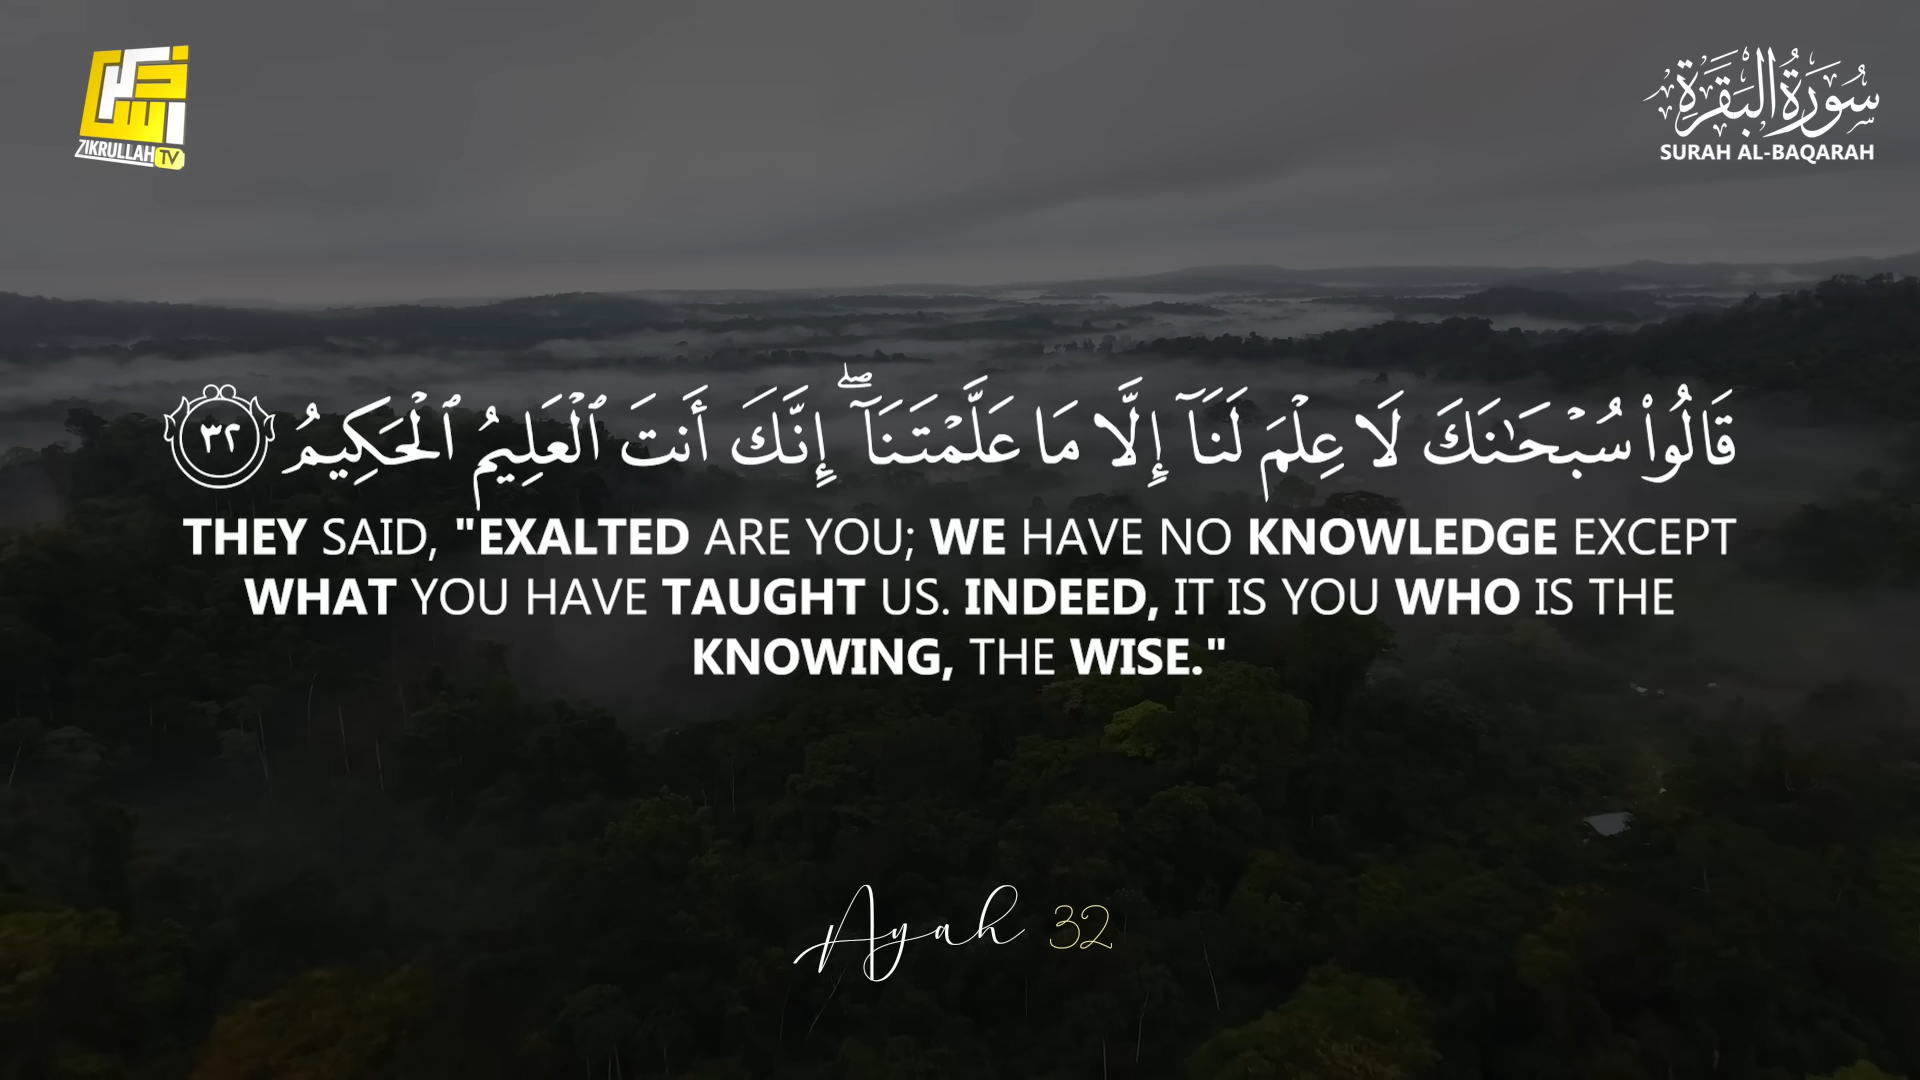 ذكر الله
ZIKRULLAH TV
سُورَةُ البَقَرَةِ
SURAH AL-BAQARAH
قَالُوا۟ سُبْحَـٰنَكَ لَا عِلْمَ لَنَآ إِلَّا مَا عَلَّمْتَنَآ ۖ إِنَّكَ أَنتَ ٱلْعَلِيمُ ٱلْحَكِيمُ ٣٢
THEY SAID, "EXALTED ARE YOU; WE HAVE NO KNOWLEDGE EXCEPT
WHAT YOU HAVE TAUGHT US. INDEED, IT IS YOU WHO IS THE
KNOWING, THE WISE."
Ayah 32